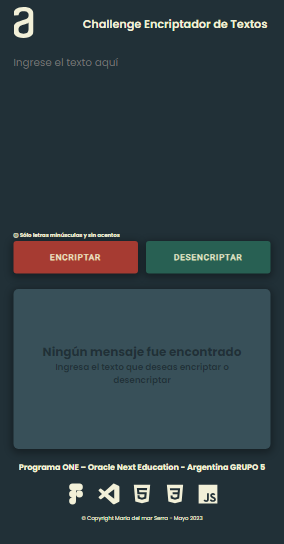 Challenge Encriptador de Textos
Ingrese el texto aquí
Sólo letras minúsculas y sin acentos
ENCRIPTAR
DESENCRIPTAR
Ningún mensaje fue encontrado
Ingresa el texto que deseas encriptar o
desencriptar
Programa ONE – Oracle Next Education - Argentina GRUPO 5
JS
© Copyright María del mar Serra - Mayo 2023